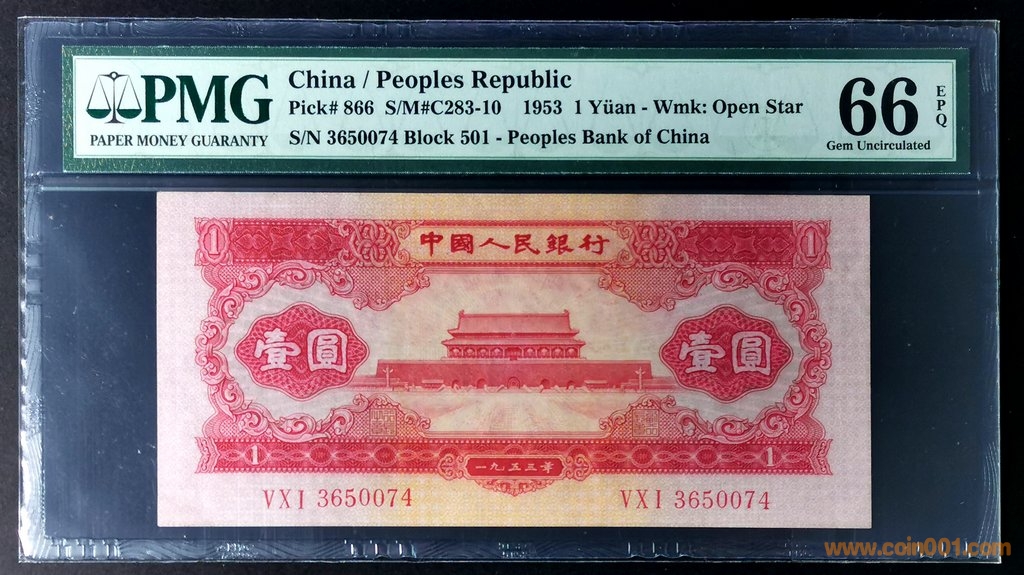 PMG
PAPER MONEY GUARANTY
China / Peoples Republic
Pick# 866 S/M#C283-10 1953 1 Yüan - Wmk: Open Star
S/N 3650074 Block 501 - Peoples Bank of China
66
EPQ
Gem Uncirculated
1 中國人民銀行 1
壹圓 壹圓
1 一九五三年 1
VXI 3650074 VXI 3650074
www.coin001.com